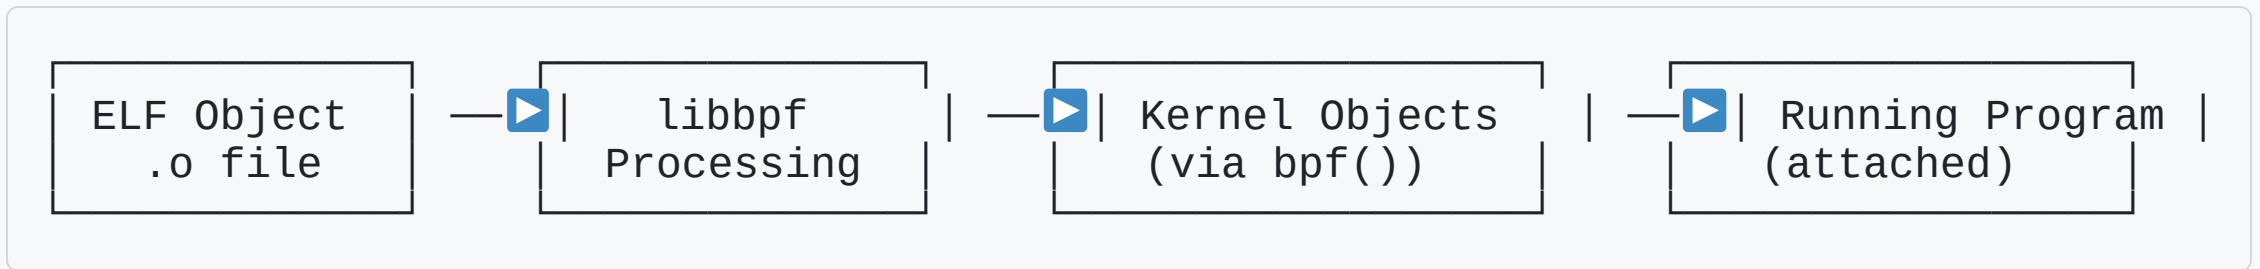 ELF Object libbpf Kernel Objects Running Program
.o file Processing (via bpf()) (attached)